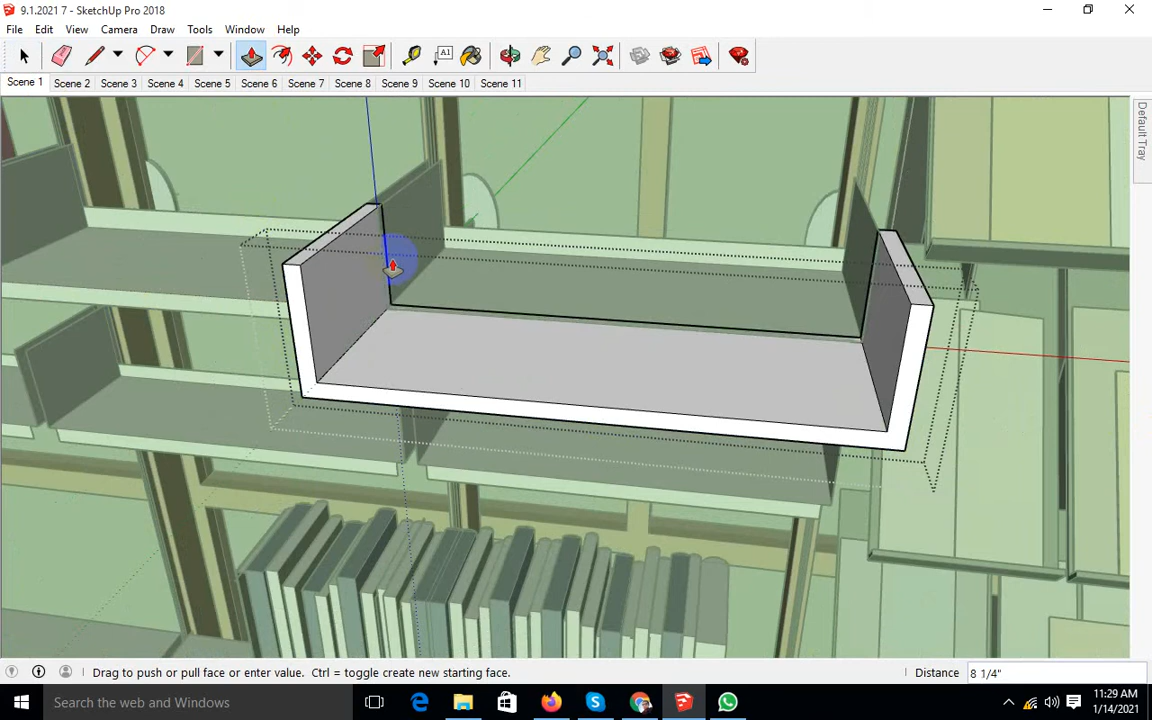 9.1.2021 7 - SketchUp Pro 2018
File Edit View Camera Draw Tools Window Help
A1
Scene 1 Scene 2 Scene 3 Scene 4 Scene 5 Scene 6 Scene 7 Scene 8 Scene 9 Scene 10 Scene 11
Default Tray
Drag to push or pull face or enter value. Ctrl = toggle create new starting face.
Distance 8 1/4"
Search the web and Windows
11:29 AM
1/14/2021